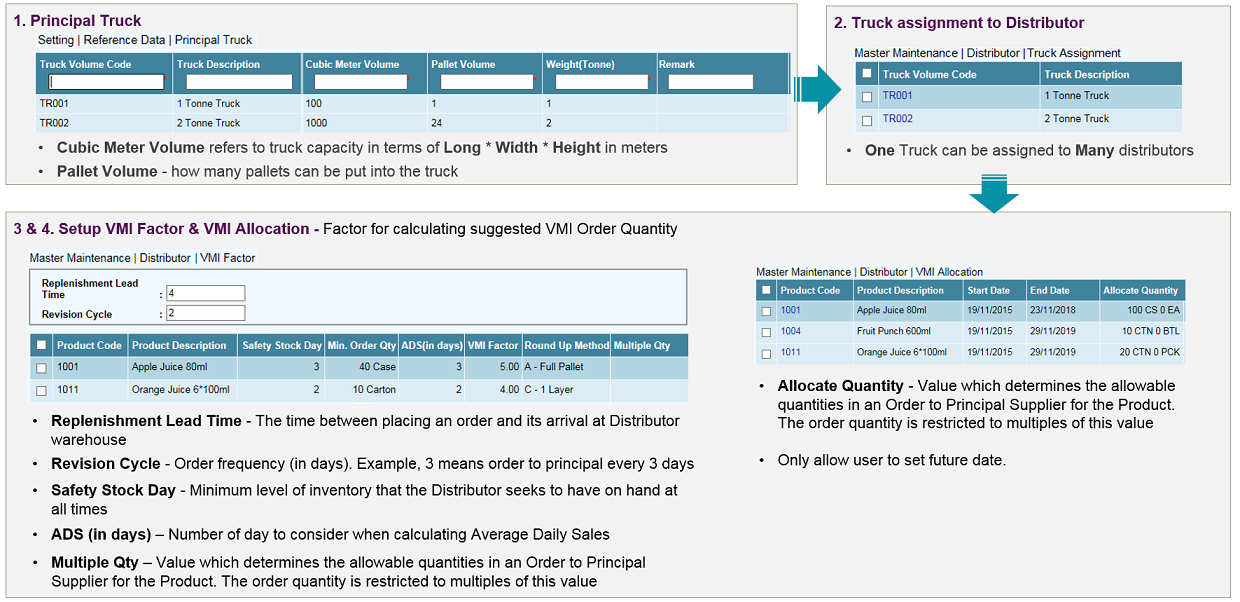 1. Principal Truck
Setting | Reference Data | Principal Truck
Truck Volume Code Truck Description Cubic Meter Volume Pallet Volume Weight(Tonne) Remark
* * * *
TR001 1 Tonne Truck 100 1 1
TR002 2 Tonne Truck 1000 24 2
• Cubic Meter Volume refers to truck capacity in terms of Long * Width * Height in meters
• Pallet Volume - how many pallets can be put into the truck
2. Truck assignment to Distributor
Master Maintenance | Distributor | Truck Assignment
Truck Volume Code Truck Description
TR001 1 Tonne Truck
TR002 2 Tonne Truck
• One Truck can be assigned to Many distributors
3 & 4. Setup VMI Factor & VMI Allocation - Factor for calculating suggested VMI Order Quantity
Master Maintenance | Distributor | VMI Factor
Replenishment Lead
Time : 4
Revision Cycle : 2
Product Code Product Description Safety Stock Day Min. Order Qty ADS(in days) VMI Factor Round Up Method Multiple Qty
1001 Apple Juice 80ml 3 40 Case 3 5.00 A - Full Pallet
1011 Orange Juice 6*100ml 2 10 Carton 2 4.00 C - 1 Layer
• Replenishment Lead Time - The time between placing an order and its arrival at Distributor
warehouse
• Revision Cycle - Order frequency (in days). Example, 3 means order to principal every 3 days
• Safety Stock Day - Minimum level of inventory that the Distributor seeks to have on hand at
all times
• ADS (in days) – Number of day to consider when calculating Average Daily Sales
• Multiple Qty – Value which determines the allowable quantities in an Order to Principal
Supplier for the Product. The order quantity is restricted to multiples of this value
Master Maintenance | Distributor | VMI Allocation
Product Code Product Description Start Date End Date Allocate Quantity
1001 Apple Juice 80ml 19/11/2015 23/11/2018 100 CS 0 EA
1004 Fruit Punch 600ml 19/11/2015 29/11/2019 10 CTN 0 BTL
1011 Orange Juice 6*100ml 19/11/2015 29/11/2019 20 CTN 0 PCK
• Allocate Quantity - Value which determines the allowable
quantities in an Order to Principal Supplier for the Product.
The order quantity is restricted to multiples of this value
• Only allow user to set future date.